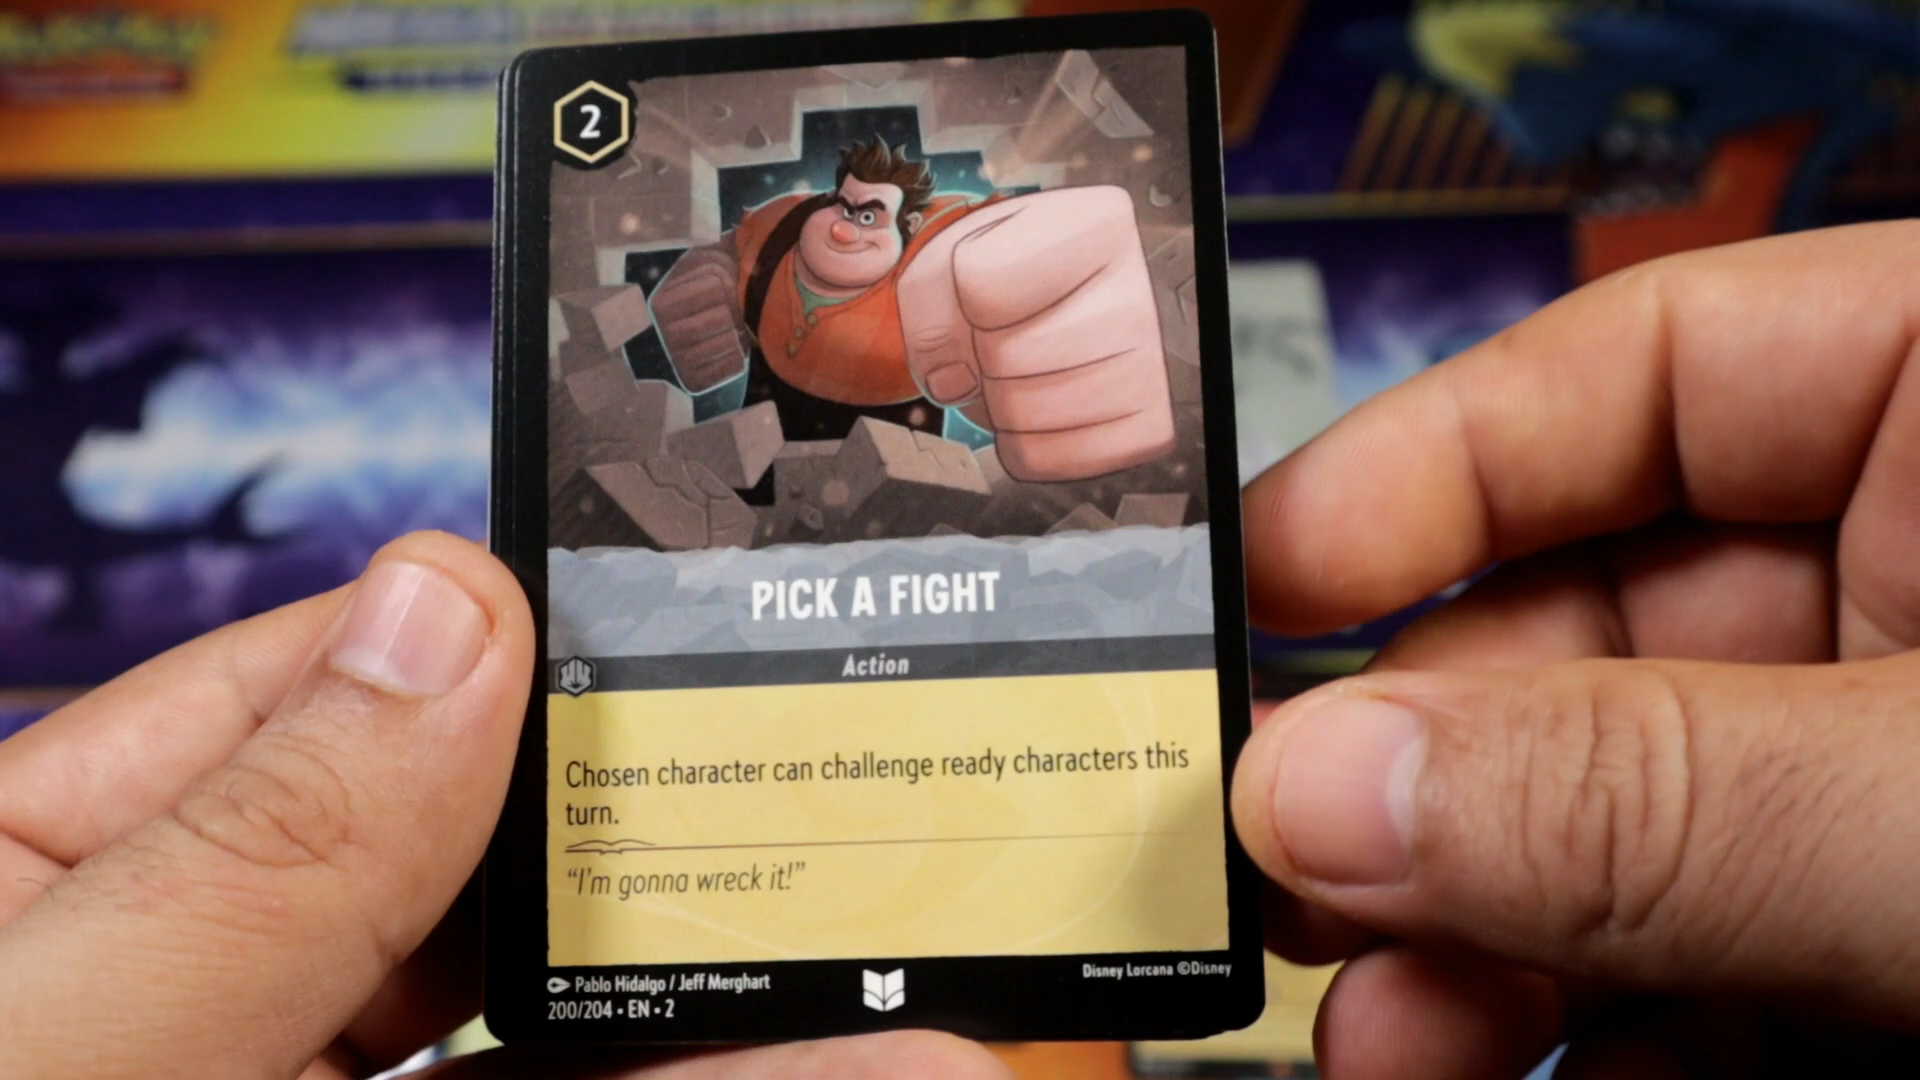 2
PICK A FIGHT
Action
Chosen character can challenge ready characters this
turn.
“I’m gonna wreck it!”
Pablo Hidalgo / Jeff Merghart
Disney Lorcana ©Disney
200/204 • EN • 2